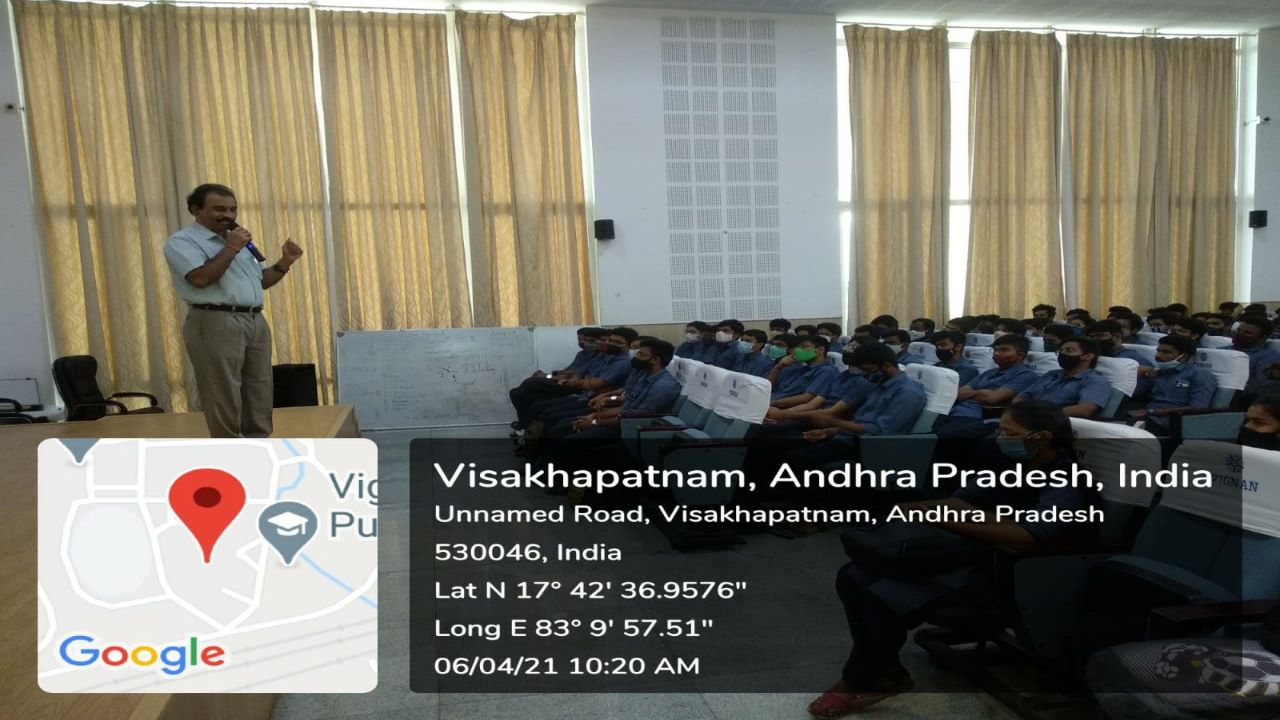 VIGNAN
Vig
Pu
Google
Visakhapatnam, Andhra Pradesh, India
Unnamed Road, Visakhapatnam, Andhra Pradesh
530046, India
Lat N 17° 42' 36.9576"
Long E 83° 9' 57.51"
06/04/21 10:20 AM